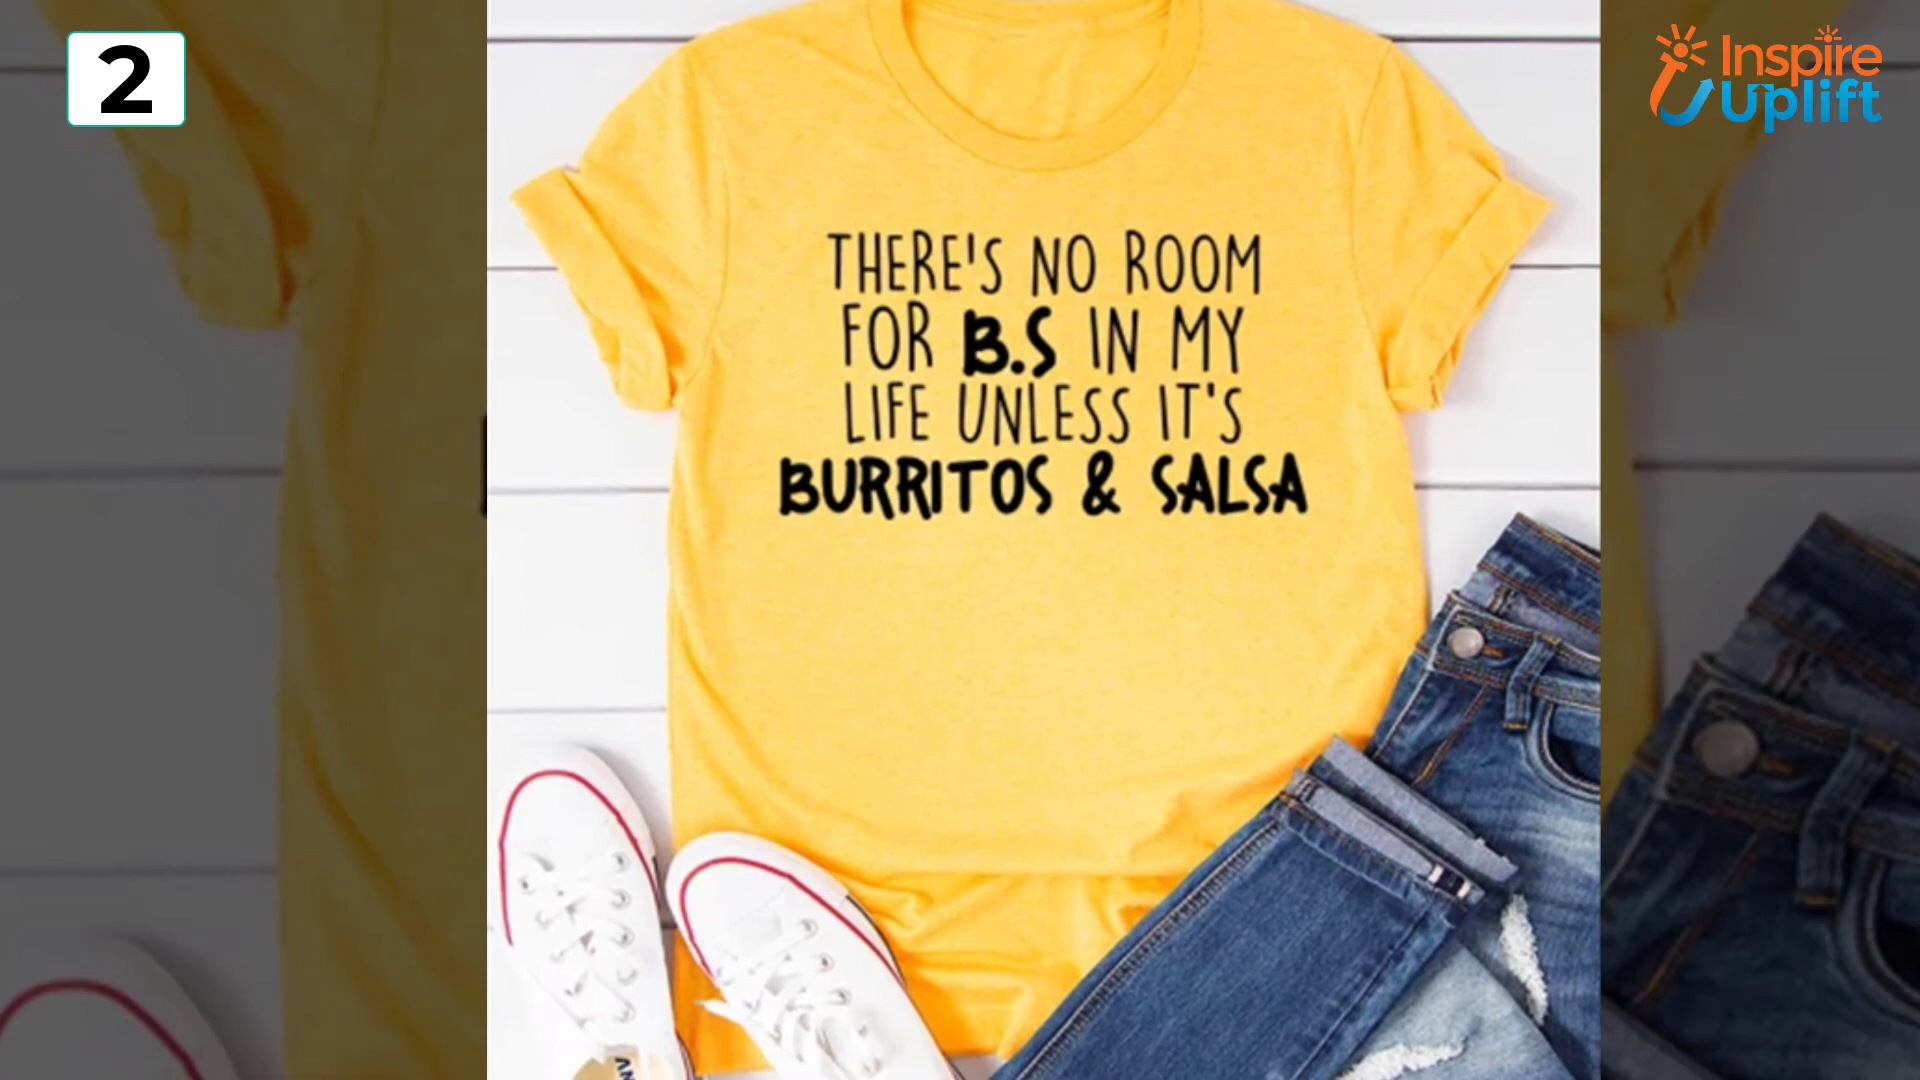 2
Inspire
Uplift
THERE'S NO ROOM
FOR B.S IN MY
LIFE UNLESS IT'S
BURRITOS & SALSA